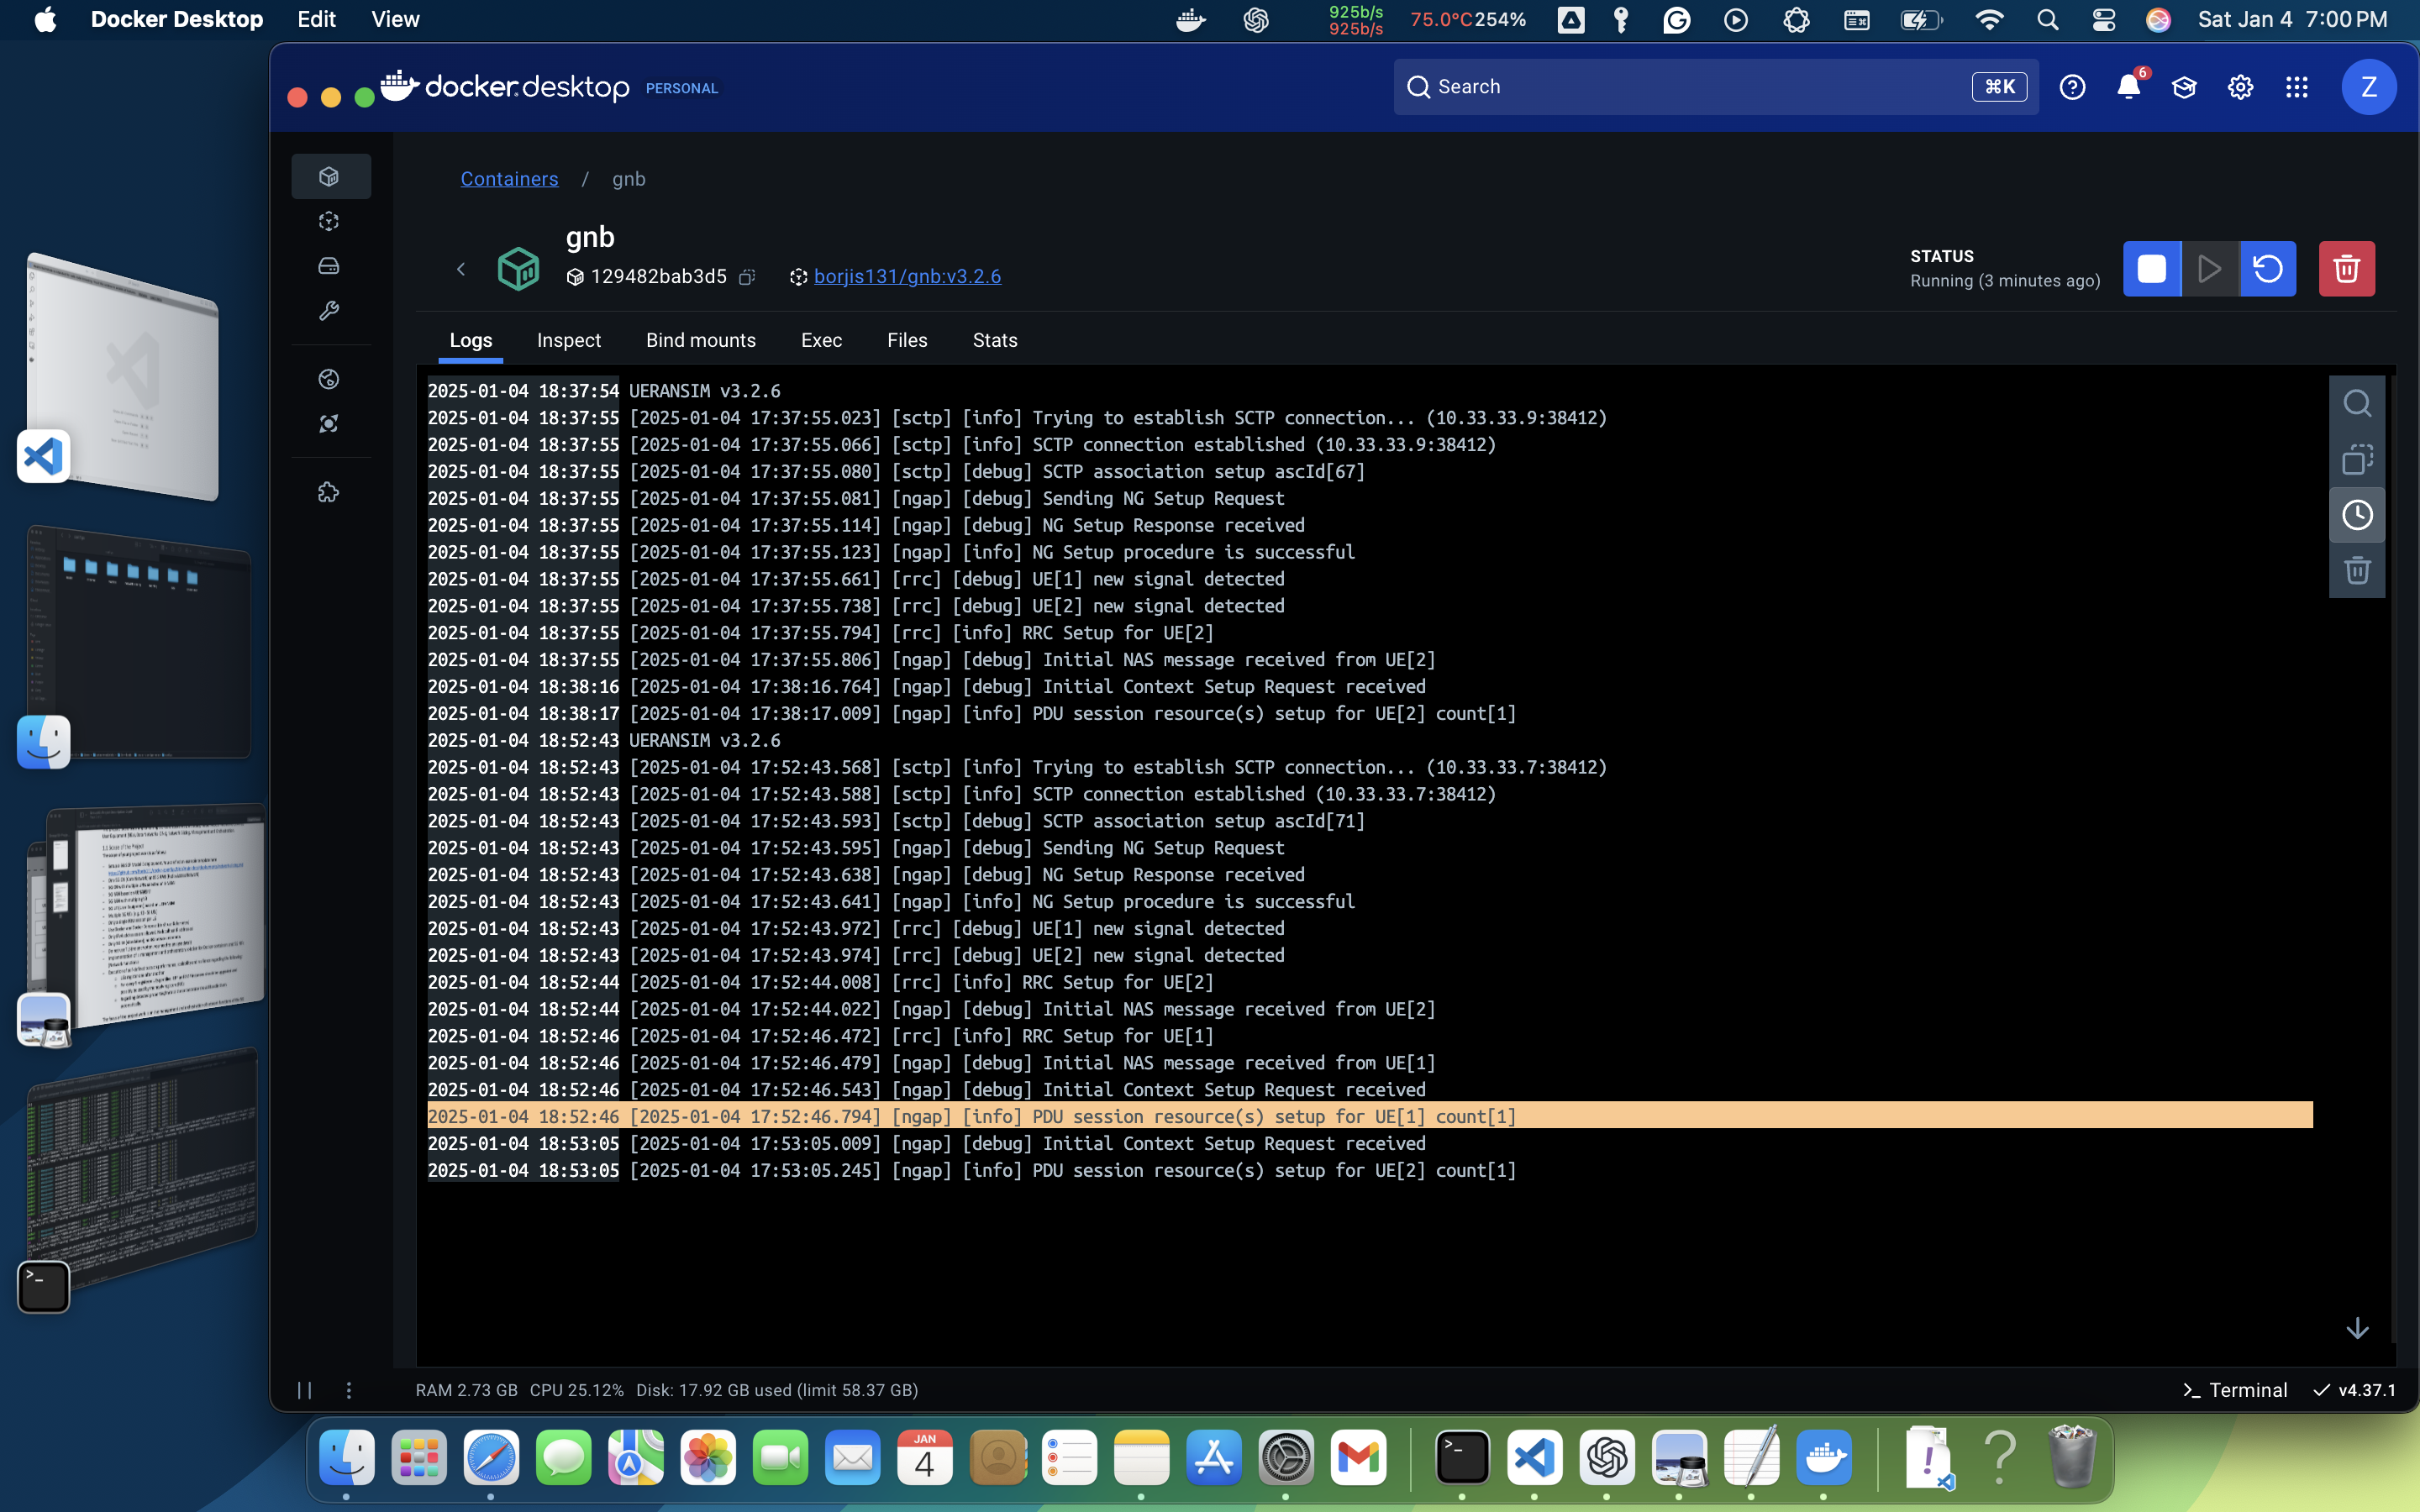 Docker Desktop Edit View 925b/s 75.0°C 254% Sat Jan 4 7:00 PM
925b/s
docker.desktop PERSONAL Search ⌘K 6 Z
Containers / gnb
gnb
129482bab3d5 borjis131/gnb:v3.2.6
STATUS
Running (3 minutes ago)
Logs Inspect Bind mounts Exec Files Stats
2025-01-04 18:37:54 UERANSIM v3.2.6
2025-01-04 18:37:55 [2025-01-04 17:37:55.023] [sctp] [info] Trying to establish SCTP connection... (10.33.33.9:38412)
2025-01-04 18:37:55 [2025-01-04 17:37:55.066] [sctp] [info] SCTP connection established (10.33.33.9:38412)
2025-01-04 18:37:55 [2025-01-04 17:37:55.080] [sctp] [debug] SCTP association setup ascId[67]
2025-01-04 18:37:55 [2025-01-04 17:37:55.081] [ngap] [debug] Sending NG Setup Request
2025-01-04 18:37:55 [2025-01-04 17:37:55.114] [ngap] [debug] NG Setup Response received
2025-01-04 18:37:55 [2025-01-04 17:37:55.123] [ngap] [info] NG Setup procedure is successful
2025-01-04 18:37:55 [2025-01-04 17:37:55.661] [rrc] [debug] UE[1] new signal detected
2025-01-04 18:37:55 [2025-01-04 17:37:55.738] [rrc] [debug] UE[2] new signal detected
2025-01-04 18:37:55 [2025-01-04 17:37:55.794] [rrc] [info] RRC Setup for UE[2]
2025-01-04 18:37:55 [2025-01-04 17:37:55.806] [ngap] [debug] Initial NAS message received from UE[2]
2025-01-04 18:38:16 [2025-01-04 17:38:16.764] [ngap] [debug] Initial Context Setup Request received
2025-01-04 18:38:17 [2025-01-04 17:38:17.009] [ngap] [info] PDU session resource(s) setup for UE[2] count[1]
2025-01-04 18:52:43 UERANSIM v3.2.6
2025-01-04 18:52:43 [2025-01-04 17:52:43.568] [sctp] [info] Trying to establish SCTP connection... (10.33.33.7:38412)
2025-01-04 18:52:43 [2025-01-04 17:52:43.588] [sctp] [info] SCTP connection established (10.33.33.7:38412)
2025-01-04 18:52:43 [2025-01-04 17:52:43.593] [sctp] [debug] SCTP association setup ascId[71]
2025-01-04 18:52:43 [2025-01-04 17:52:43.595] [ngap] [debug] Sending NG Setup Request
2025-01-04 18:52:43 [2025-01-04 17:52:43.638] [ngap] [debug] NG Setup Response received
2025-01-04 18:52:43 [2025-01-04 17:52:43.641] [ngap] [info] NG Setup procedure is successful
2025-01-04 18:52:43 [2025-01-04 17:52:43.972] [rrc] [debug] UE[1] new signal detected
2025-01-04 18:52:43 [2025-01-04 17:52:43.974] [rrc] [debug] UE[2] new signal detected
2025-01-04 18:52:44 [2025-01-04 17:52:44.008] [rrc] [info] RRC Setup for UE[2]
2025-01-04 18:52:44 [2025-01-04 17:52:44.022] [ngap] [debug] Initial NAS message received from UE[2]
2025-01-04 18:52:46 [2025-01-04 17:52:46.472] [rrc] [info] RRC Setup for UE[1]
2025-01-04 18:52:46 [2025-01-04 17:52:46.479] [ngap] [debug] Initial NAS message received from UE[1]
2025-01-04 18:52:46 [2025-01-04 17:52:46.543] [ngap] [debug] Initial Context Setup Request received
2025-01-04 18:52:46 [2025-01-04 17:52:46.794] [ngap] [info] PDU session resource(s) setup for UE[1] count[1]
2025-01-04 18:53:05 [2025-01-04 17:53:05.009] [ngap] [debug] Initial Context Setup Request received
2025-01-04 18:53:05 [2025-01-04 17:53:05.245] [ngap] [info] PDU session resource(s) setup for UE[2] count[1]
RAM 2.73 GB CPU 25.12% Disk: 17.92 GB used (limit 58.37 GB) Terminal v4.37.1
JAN
4